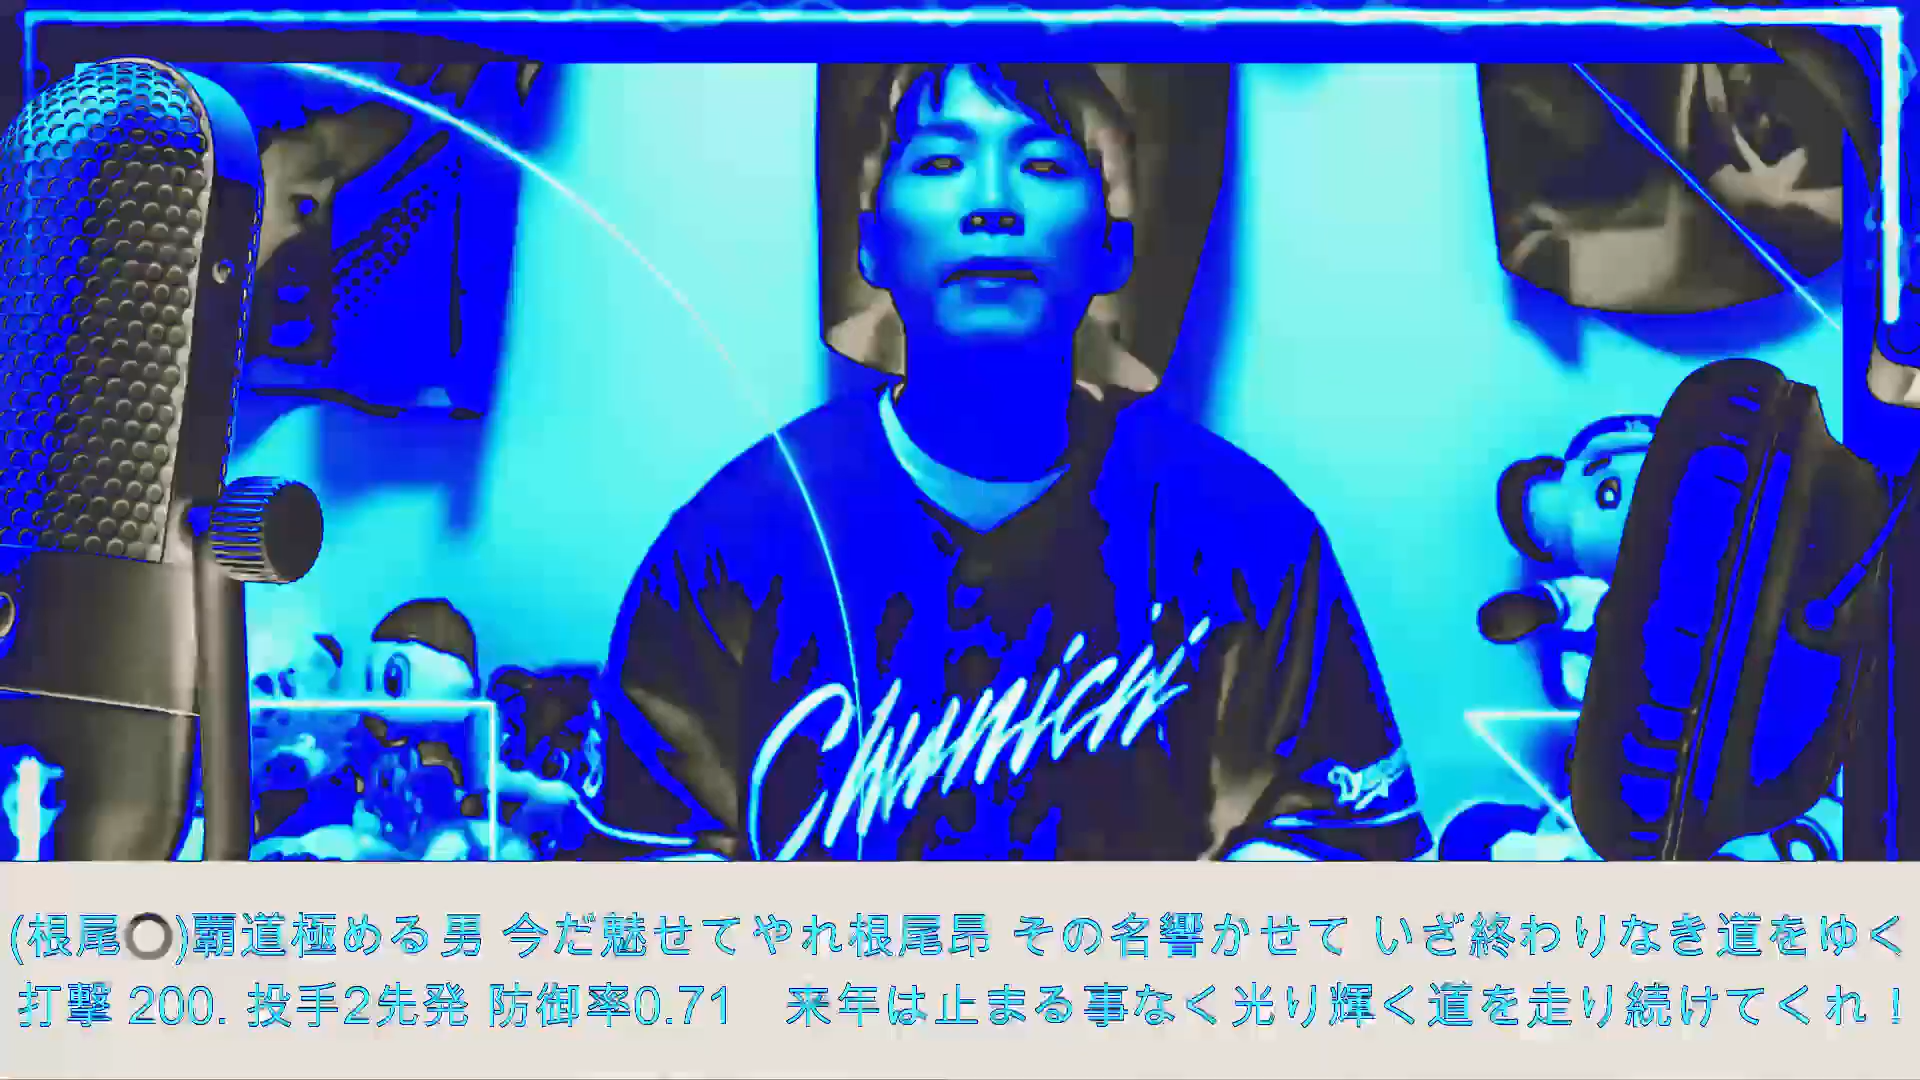 Chunichi
(根尾◯)覇道極める男 今だ魅せてやれ根尾昂 その名響かせて いざ終わりなき道をゆく
打撃 200. 投手2先発 防御率0.71 来年は止まる事なく光り輝く道を走り続けてくれ！